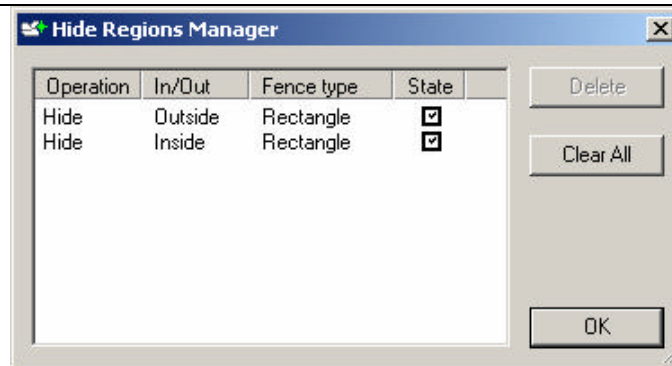 Hide Regions Manager
Operation In/Out Fence type State
Hide Outside Rectangle
Hide Inside Rectangle
Delete
Clear All
OK